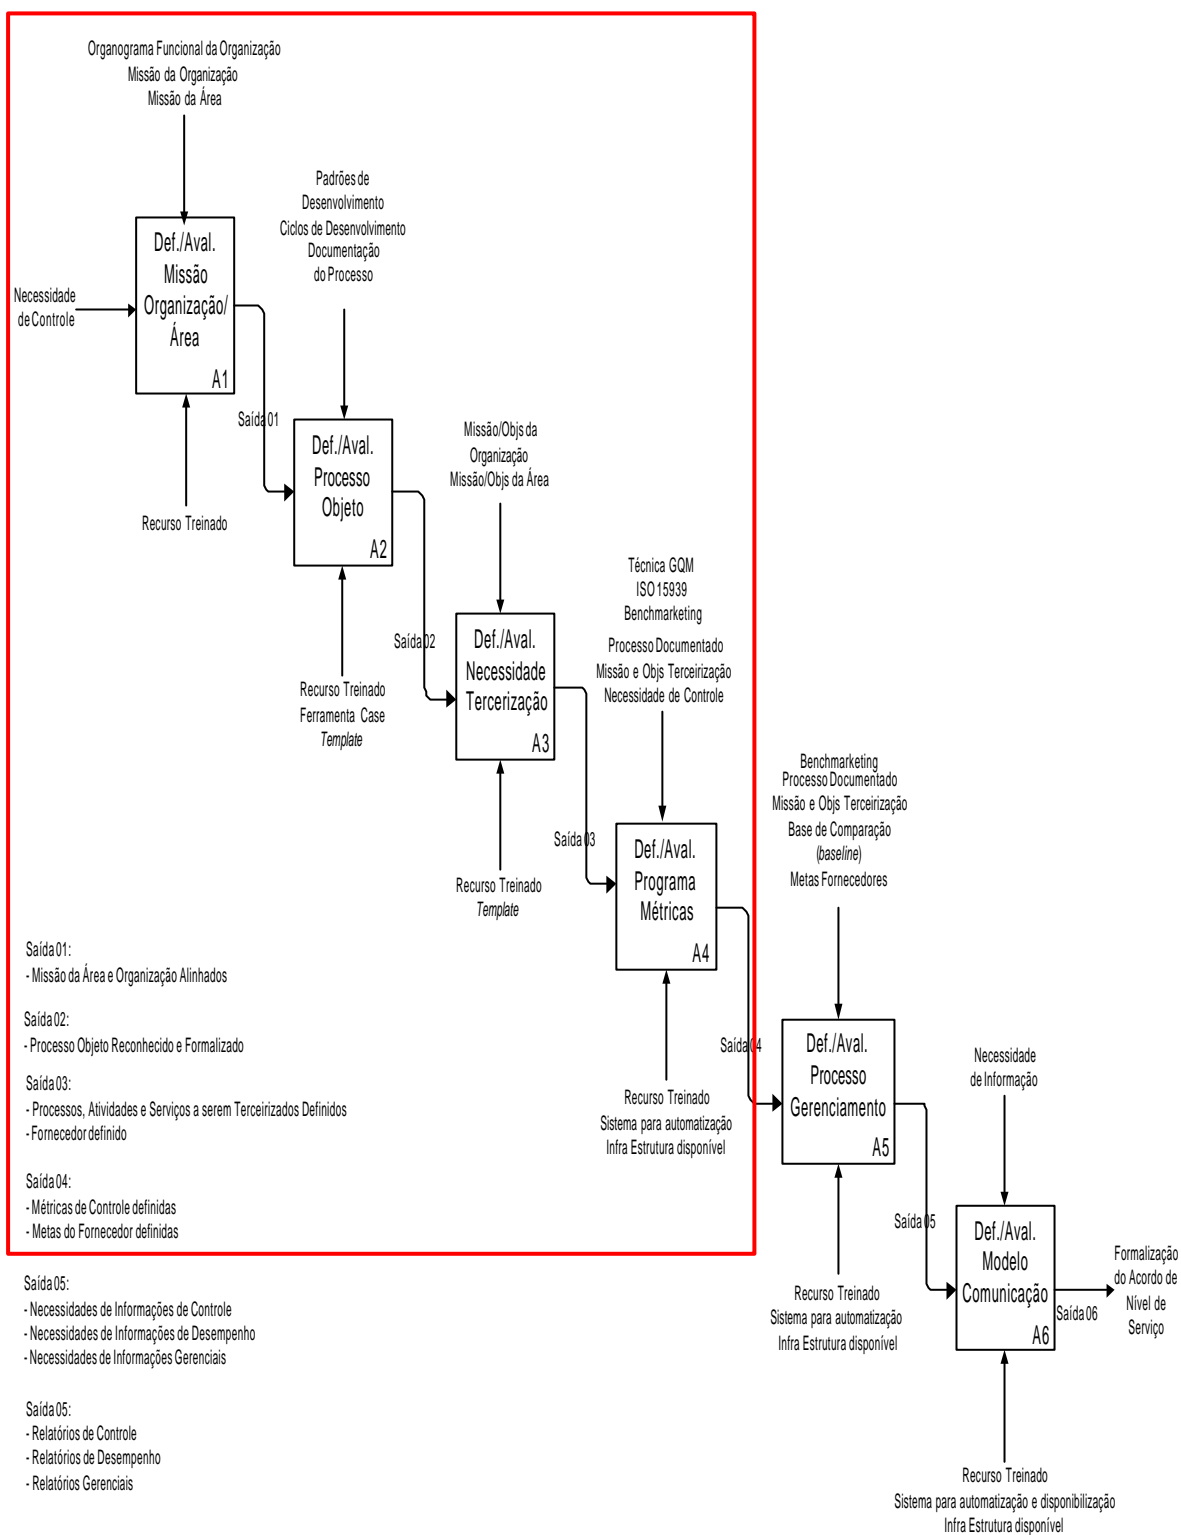 Organograma Funcional da Organização
Missão da Organização
Missão da Área
Necessidade
de Controle
Def./Aval.
Missão
Organização/
Área
A1
Recurso Treinado
Saída 01
Padrões de
Desenvolvimento
Ciclos de Desenvolvimento
Documentação
do Processo
Def./Aval.
Processo
Objeto
A2
Recurso Treinado
Ferramenta Case
Template
Saída 02
Missão/Objs da
Organização
Missão/Objs da Área
Def./Aval.
Necessidade
Tercerização
A3
Recurso Treinado
Template
Saída 03
Técnica GQM
ISO 15939
Benchmarketing
Processo Documentado
Missão e Objs Terceirização
Necessidade de Controle
Def./Aval.
Programa
Métricas
A4
Recurso Treinado
Sistema para automatização
Infra Estrutura disponível
Saída 04
Benchmarketing
Processo Documentado
Missão e Objs Terceirização
Base de Comparação
(baseline)
Metas Fornecedores
Def./Aval.
Processo
Gerenciamento
A5
Recurso Treinado
Sistema para automatização
Infra Estrutura disponível
Saída 05
Necessidade
de Informação
Def./Aval.
Modelo
Comunicação
A6
Recurso Treinado
Sistema para automatização e disponibilização
Infra Estrutura disponível
Saída 06
Formalização
do Acordo de
Nível de
Serviço
Saída 01:
- Missão da Área e Organização Alinhados
Saída 02:
- Processo Objeto Reconhecido e Formalizado
Saída 03:
- Processos, Atividades e Serviços a serem Terceirizados Definidos
- Fornecedor definido
Saída 04:
- Métricas de Controle definidas
- Metas do Fornecedor definidas
Saída 05:
- Necessidades de Informações de Controle
- Necessidades de Informações de Desempenho
- Necessidades de Informações Gerenciais
Saída 05:
- Relatórios de Controle
- Relatórios de Desempenho
- Relatórios Gerenciais